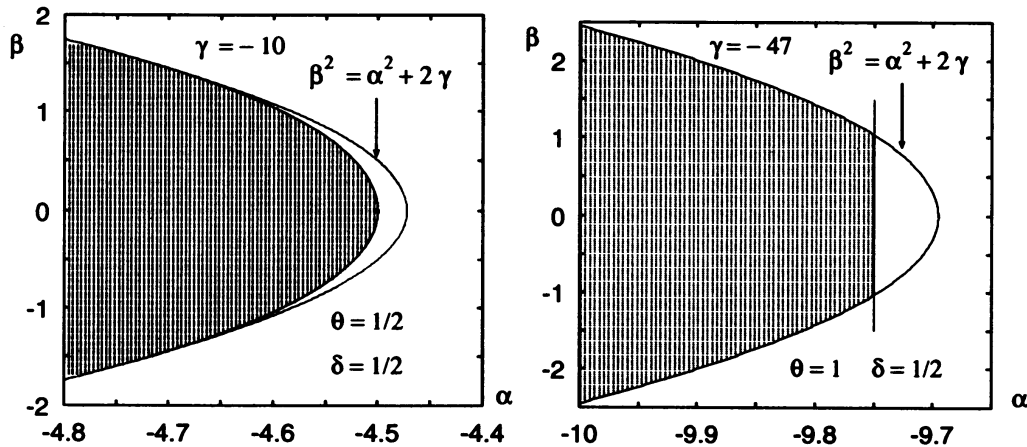 2
β
γ = − 10
β² = α² + 2 γ
1
0
-1
θ = 1/2
δ = 1/2
-2
α
-4.8
-4.7
-4.6
-4.5
-4.4
β
γ = − 47
2
β² = α² + 2 γ
1
0
-1
-2
θ = 1 δ = 1/2
α
-10
-9.9
-9.8
-9.7